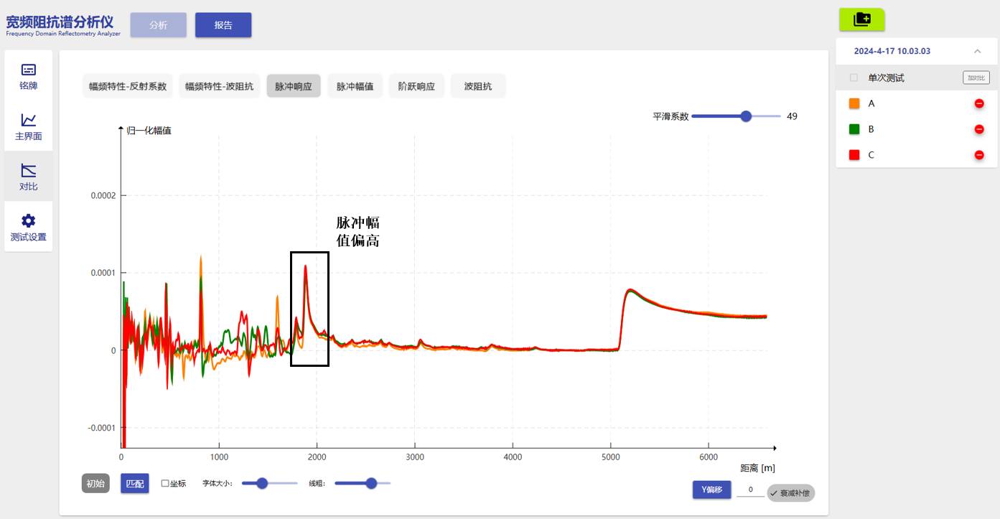 宽频阻抗谱分析仪
Frequency Domain Reflectometry Analyzer
分析
报告
铭牌
主界面
对比
测试设置
幅频特性-反射系数
幅频特性-波阻抗
脉冲响应
脉冲幅值
阶跃响应
波阻抗
平滑系数
49
归一化幅值
0.0002
0.0001
0
-0.0001
脉冲幅
值偏高
0
1000
2000
3000
4000
5000
6000
距离 [m]
初始
匹配
坐标
字体大小:
线粗:
Y偏移
0
衰减补偿
2024-4-17 10.03.03
单次测试
加对比
A
B
C